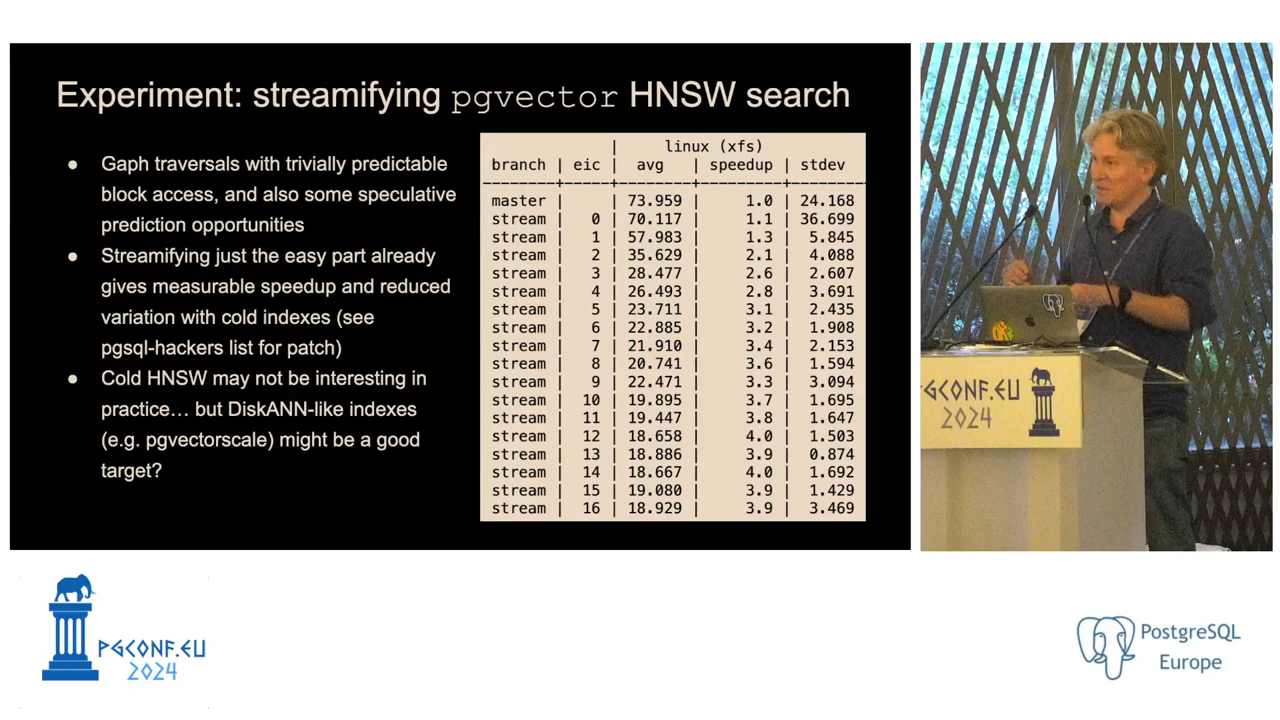 Experiment: streamifying pgvector HNSW search
● Gaph traversals with trivially predictable
block access, and also some speculative
prediction opportunities
● Streamifying just the easy part already
gives measurable speedup and reduced
variation with cold indexes (see
pgsql-hackers list for patch)
● Cold HNSW may not be interesting in
practice… but DiskANN-like indexes
(e.g. pgvectorscale) might be a good
target?
| linux (xfs)
branch | eic | avg | speedup | stdev
--------+-----+--------+---------+--------
master | | 73.959 | 1.0 | 24.168
stream | 0 | 70.117 | 1.1 | 36.699
stream | 1 | 57.983 | 1.3 | 5.845
stream | 2 | 35.629 | 2.1 | 4.088
stream | 3 | 28.477 | 2.6 | 2.607
stream | 4 | 26.493 | 2.8 | 3.691
stream | 5 | 23.711 | 3.1 | 2.435
stream | 6 | 22.885 | 3.2 | 1.908
stream | 7 | 21.910 | 3.4 | 2.153
stream | 8 | 20.741 | 3.6 | 1.594
stream | 9 | 22.471 | 3.3 | 3.094
stream | 10 | 19.895 | 3.7 | 1.695
stream | 11 | 19.447 | 3.8 | 1.647
stream | 12 | 18.658 | 4.0 | 1.503
stream | 13 | 18.886 | 3.9 | 0.874
stream | 14 | 18.667 | 4.0 | 1.692
stream | 15 | 19.080 | 3.9 | 1.429
stream | 16 | 18.929 | 3.9 | 3.469
PGCONF.EU
2024
PGCONF.EU
2024
PostgreSQL
Europe